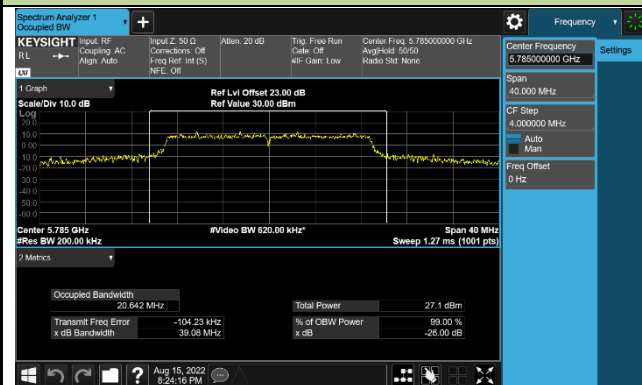 Spectrum Analyzer 1
Occupied BW
Frequency
KEYSIGHT
RL
LXI
Input: RF
Coupling: AC
Align: Auto
Input Z: 50 Ω
Corrections: Off
Freq Ref: Int (S)
NFE: Off
Atten: 20 dB
Trig: Free Run
Gate: Off
#IF Gain: Low
Center Freq: 5.785000000 GHz
Avg|Hold: 50/50
Radio Std: None
Center Frequency
5.785000000 GHz
Settings
Span
40.000 MHz
CF Step
4.000000 MHz
Auto
Man
Freq Offset
0 Hz
1 Graph
Scale/Div 10.0 dB
Ref Lvl Offset 23.00 dB
Ref Value 30.00 dBm
Log
20.0
10.0
0.00
-10.0
-20.0
-30.0
-40.0
-50.0
-60.0
Center 5.785 GHz
#Video BW 620.00 kHz*
Span 40 MHz
#Res BW 200.00 kHz
Sweep 1.27 ms (1001 pts)
2 Metrics
Occupied Bandwidth
20.642 MHz
Total Power 27.1 dBm
Transmit Freq Error -104.23 kHz
% of OBW Power 99.00 %
x dB Bandwidth 39.08 MHz
x dB -26.00 dB
?
Aug 15, 2022
8:24:16 PM